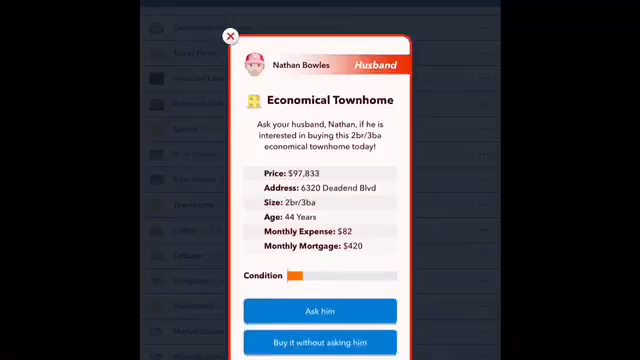 Nathan Bowles
Husband
Economical Townhome
Ask your husband, Nathan, if he is
interested in buying this 2br/3ba
economical townhome today!
Price: $97,833
Address: 6320 Deadend Blvd
Size: 2br/3ba
Age: 44 Years
Monthly Expense: $82
Monthly Mortgage: $420
Condition
Ask him
Buy it without asking him